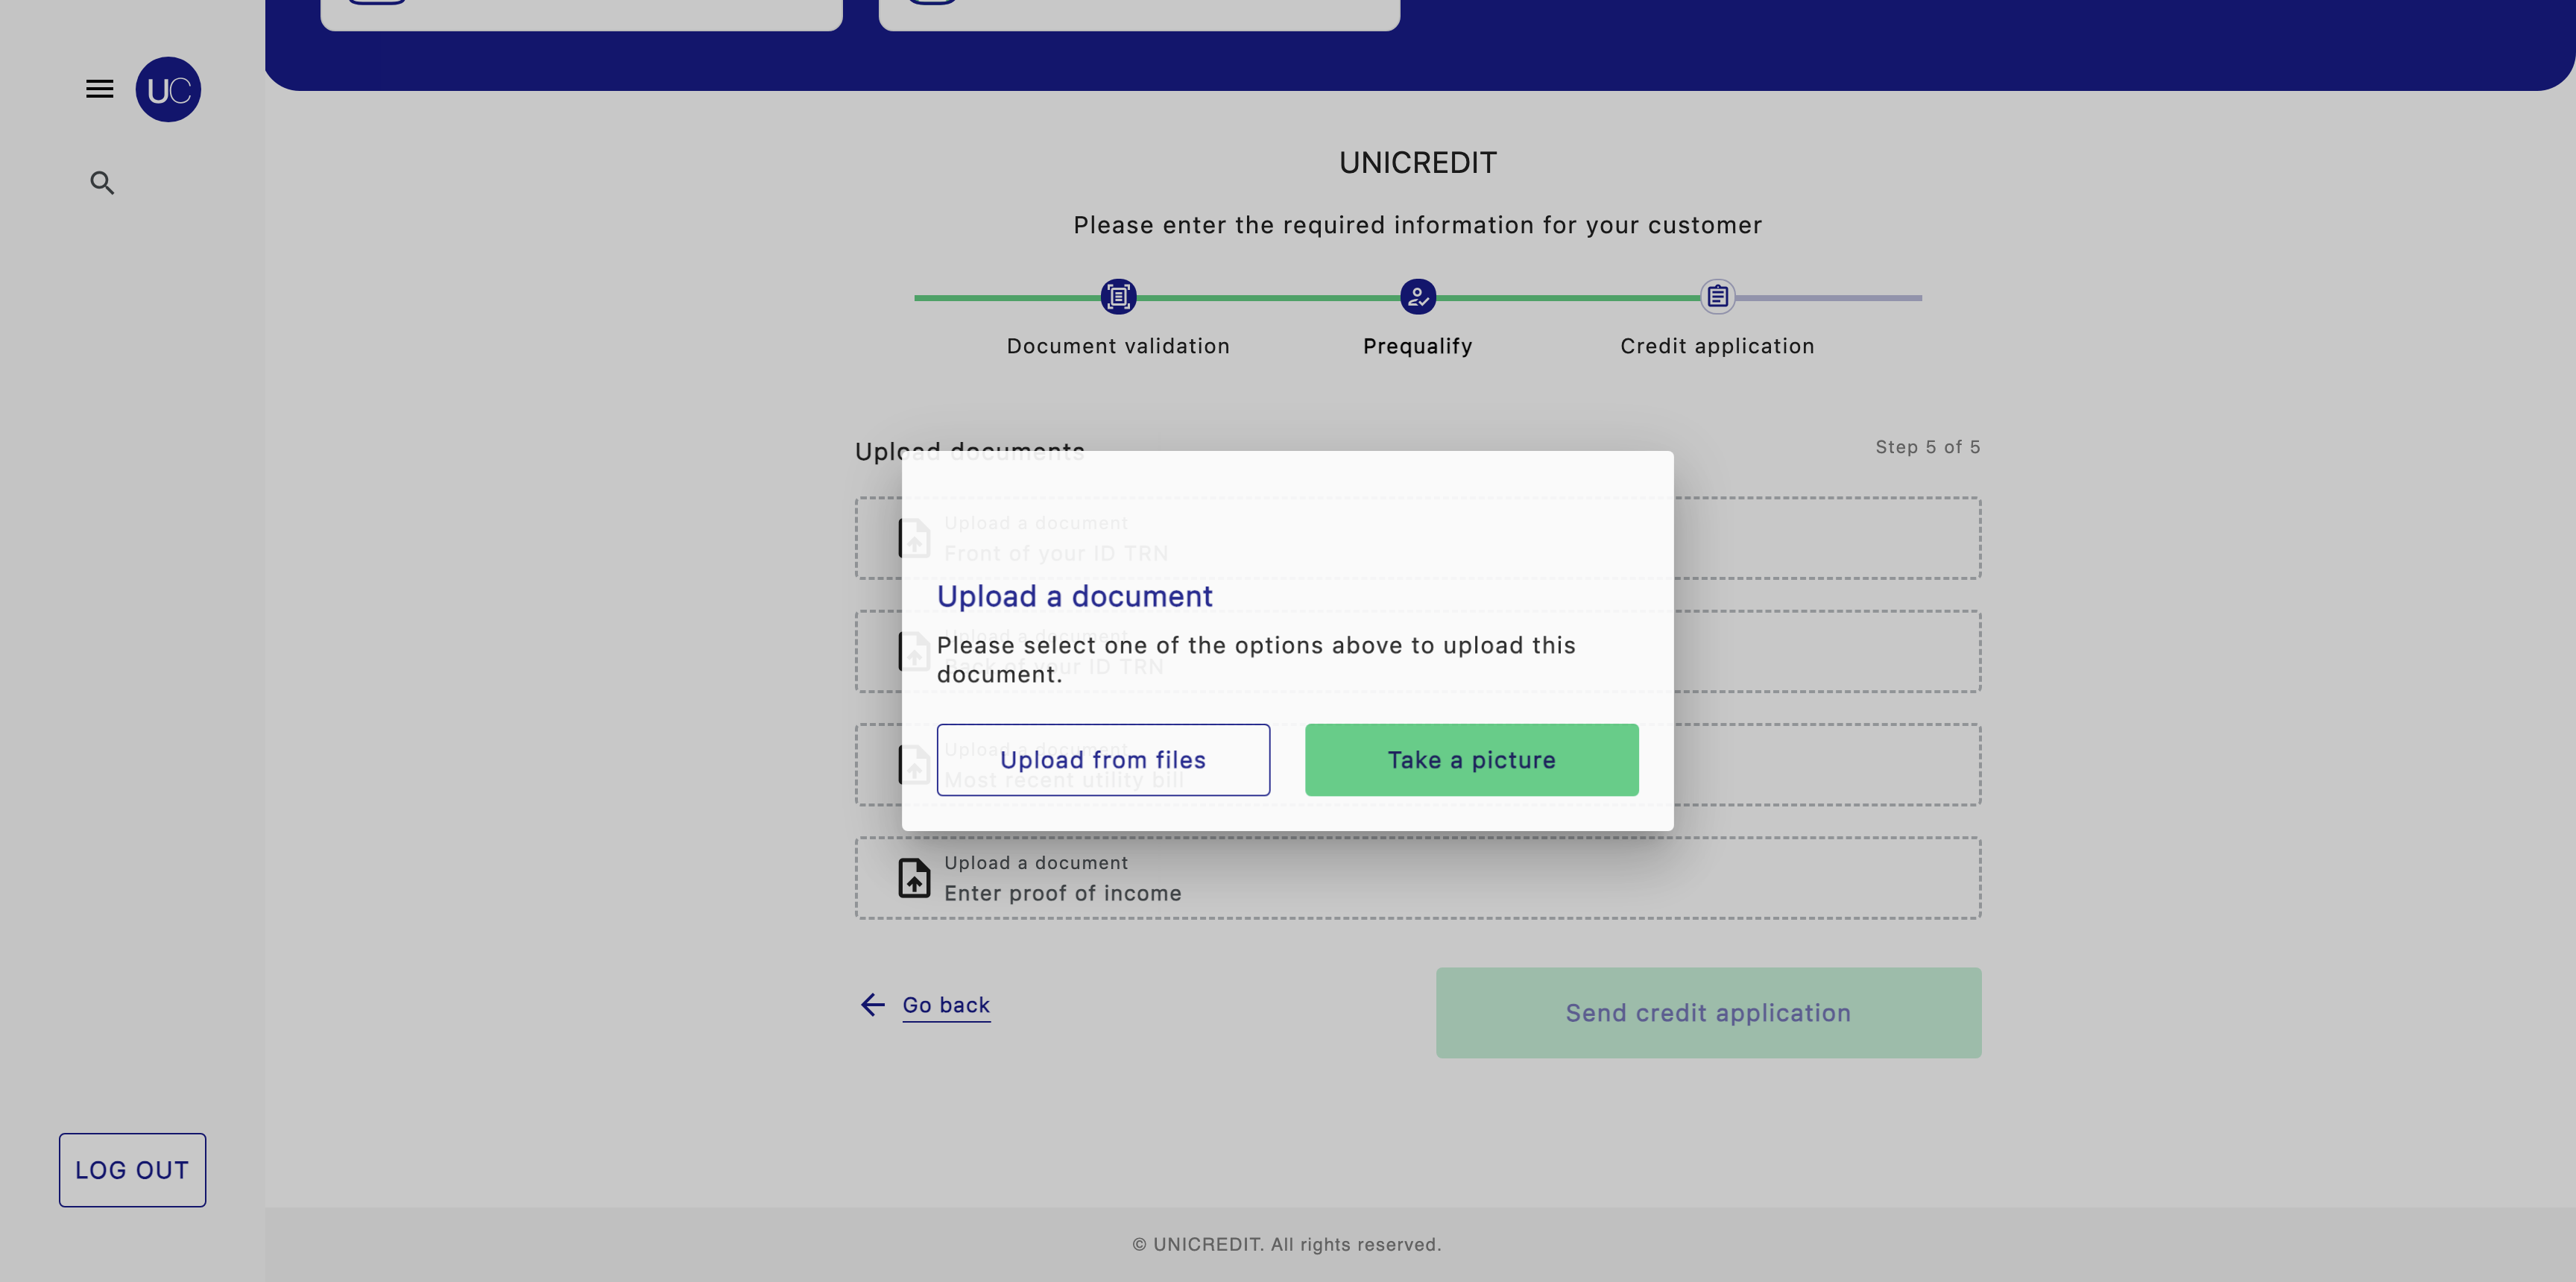 UC
UNICREDIT
Please enter the required information for your customer
Document validation
Prequalify
Credit application
Upload documents
Step 5 of 5
Upload a document
Front of your ID TRN
Upload a document
Please select one of the options above to upload this
document.
Upload a document
Back of your ID TRN
Upload from files
Take a picture
Upload a document
Most recent utility bill
Upload a document
Enter proof of income
Go back
Send credit application
LOG OUT
© UNICREDIT. All rights reserved.